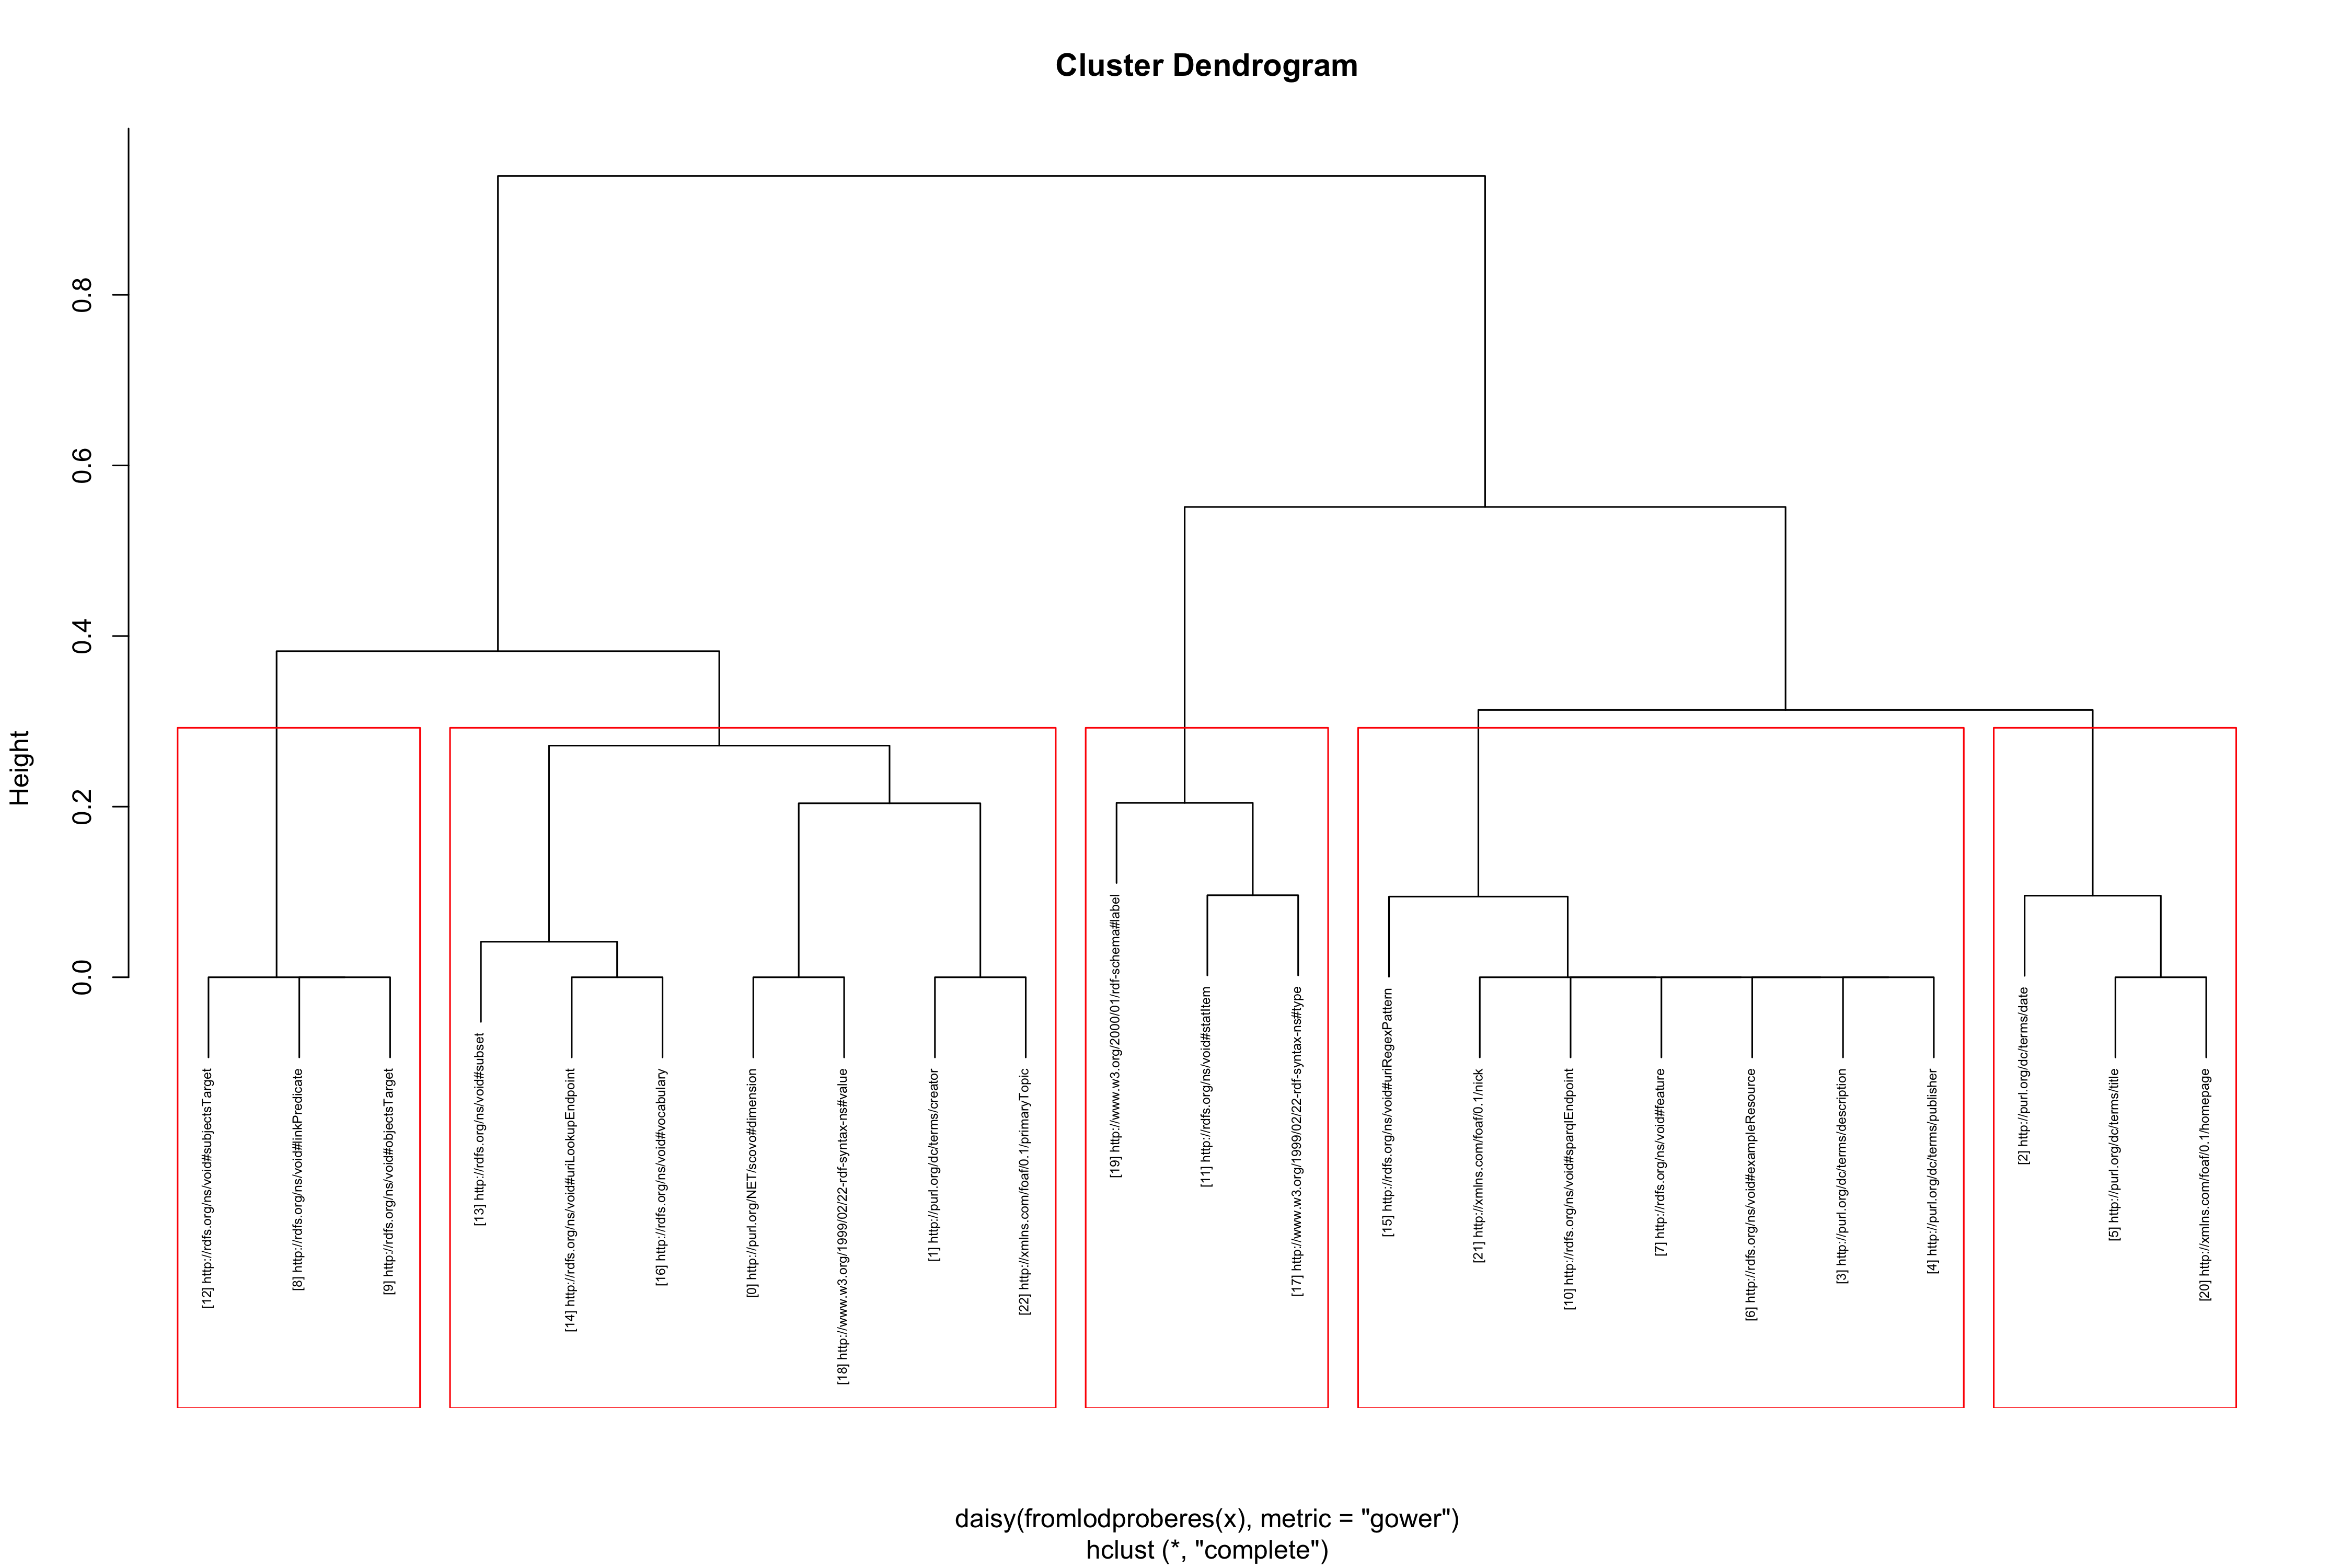 Cluster Dendrogram
Height
0.0
0.2
0.4
0.6
0.8
[12] http://rdfs.org/ns/void#subjectsTarget
[8] http://rdfs.org/ns/void#linkPredicate
[9] http://rdfs.org/ns/void#objectsTarget
[13] http://rdfs.org/ns/void#subset
[14] http://rdfs.org/ns/void#uriLookupEndpoint
[16] http://rdfs.org/ns/void#vocabulary
[0] http://purl.org/NET/scovo#dimension
[18] http://www.w3.org/1999/02/22-rdf-syntax-ns#value
[1] http://purl.org/dc/terms/creator
[22] http://xmlns.com/foaf/0.1/primaryTopic
[19] http://www.w3.org/2000/01/rdf-schema#label
[11] http://rdfs.org/ns/void#statItem
[17] http://www.w3.org/1999/02/22-rdf-syntax-ns#type
[15] http://rdfs.org/ns/void#uriRegexPattern
[21] http://xmlns.com/foaf/0.1/nick
[10] http://rdfs.org/ns/void#sparqlEndpoint
[7] http://rdfs.org/ns/void#feature
[6] http://rdfs.org/ns/void#exampleResource
[3] http://purl.org/dc/terms/description
[4] http://purl.org/dc/terms/publisher
[2] http://purl.org/dc/terms/date
[5] http://purl.org/dc/terms/title
[20] http://xmlns.com/foaf/0.1/homepage
daisy(fromlodproberes(x), metric = "gower")
hclust (*, "complete")